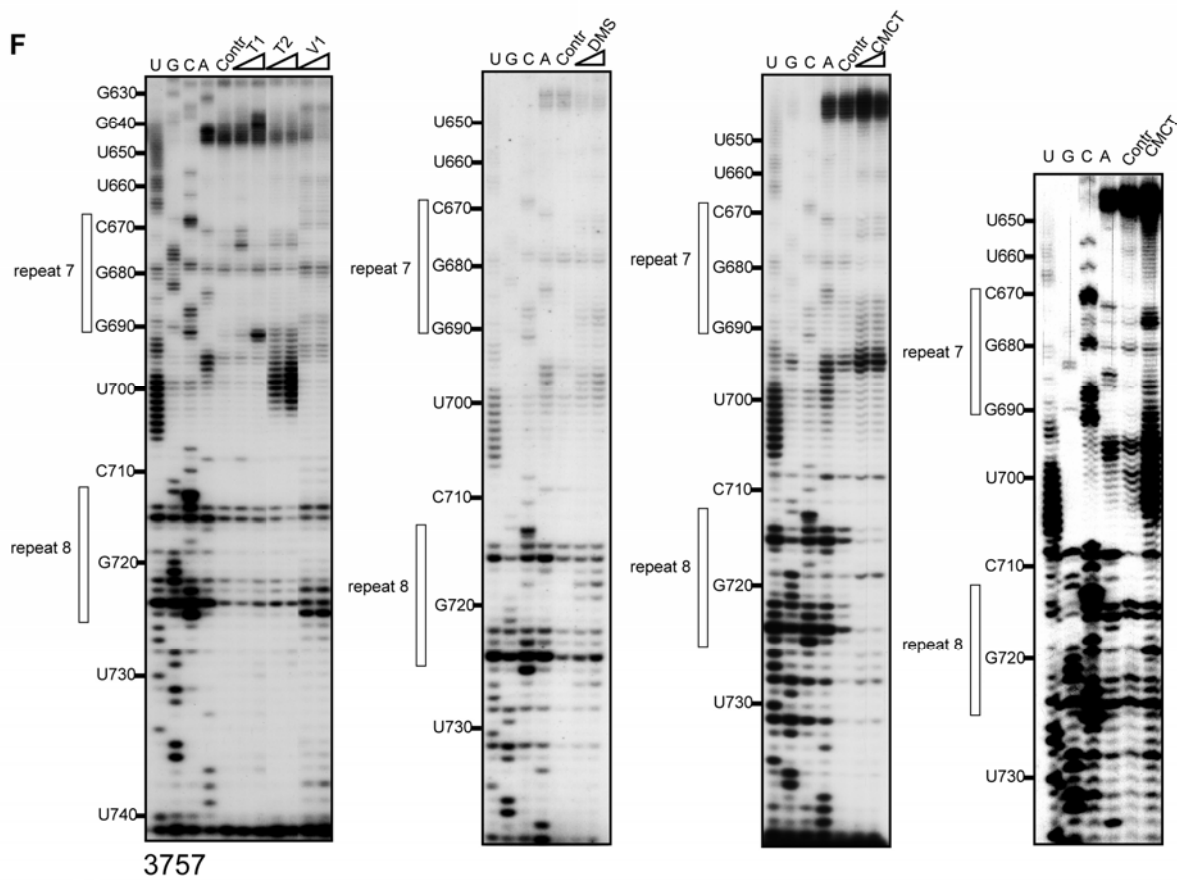 F
U G C A Contr T1 T2 V1
G630
G640
U650
U660
C670
repeat 7
G680
G690
U700
C710
repeat 8
G720
U730
U740
3757
U G C A Contr DMS
U650
U660
C670
repeat 7
G680
G690
U700
C710
repeat 8
G720
U730
U G C A Contr CMCT
U650
U660
C670
repeat 7
G680
G690
U700
C710
repeat 8
G720
U730
U G C A Contr CMCT
U650
U660
C670
repeat 7
G680
G690
U700
C710
repeat 8
G720
U730